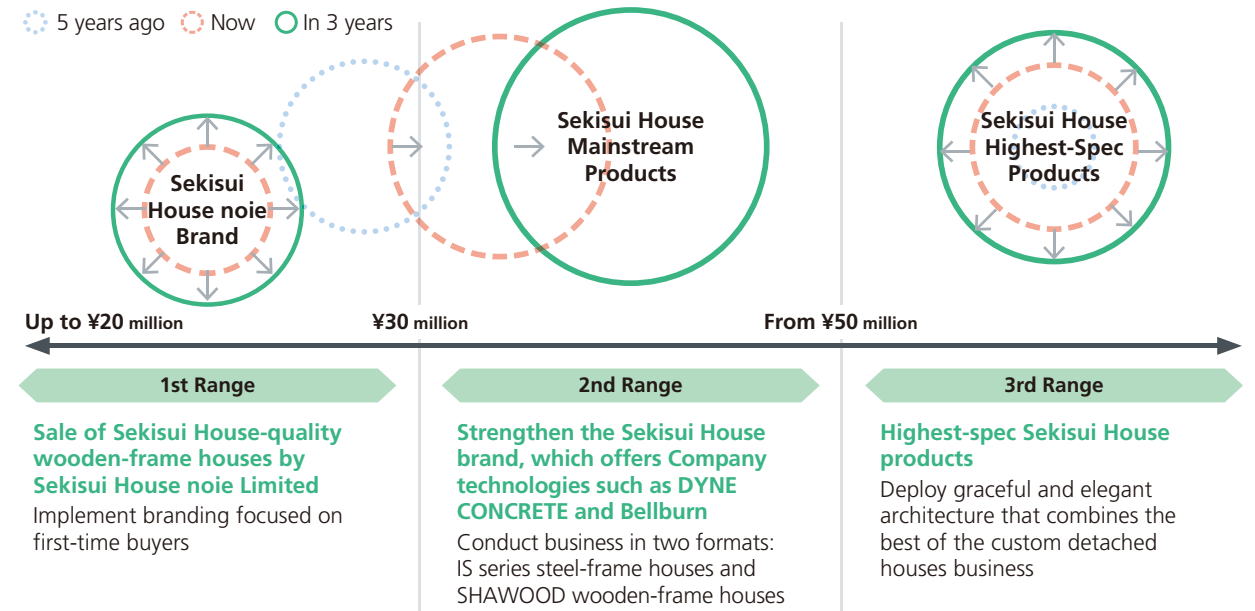 5 years ago Now In 3 years
Sekisui
House noie
Brand
Sekisui House
Mainstream
Products
Sekisui House
Highest-Spec
Products
Up to ¥20 million ¥30 million From ¥50 million
1st Range
Sale of Sekisui House-quality
wooden-frame houses by
Sekisui House noie Limited
Implement branding focused on
first-time buyers
2nd Range
Strengthen the Sekisui House
brand, which offers Company
technologies such as DYNE
CONCRETE and Bellburn
Conduct business in two formats:
IS series steel-frame houses and
SHAWOOD wooden-frame houses
3rd Range
Highest-spec Sekisui House
products
Deploy graceful and elegant
architecture that combines the
best of the custom detached
houses business